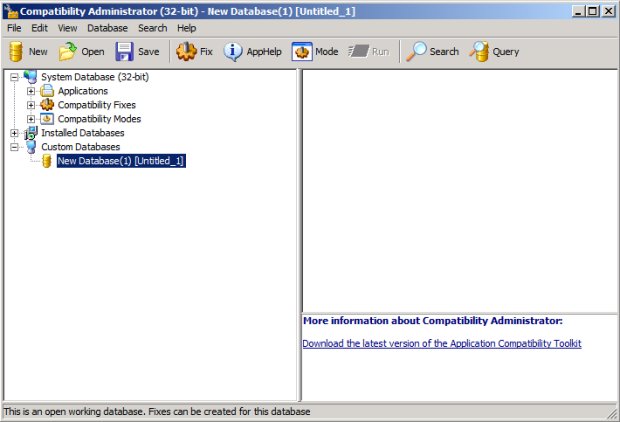 Compatibility Administrator (32-bit) - New Database(1) [Untitled_1]
File Edit View Database Search Help
New Open Save Fix AppHelp Mode Run Search Query
System Database (32-bit)
Applications
Compatibility Fixes
Compatibility Modes
Installed Databases
Custom Databases
New Database(1) [Untitled_1]
More information about Compatibility Administrator:
Download the latest version of the Application Compatibility Toolkit
This is an open working database. Fixes can be created for this database